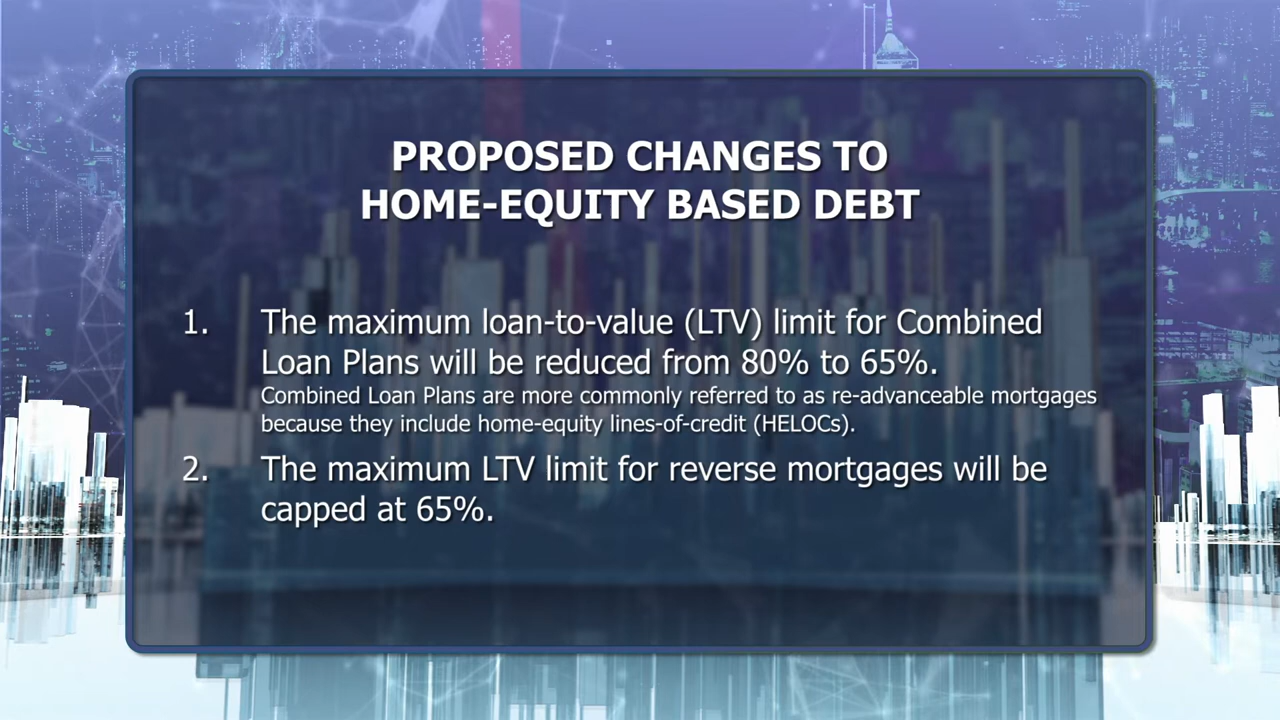 PROPOSED CHANGES TO
HOME-EQUITY BASED DEBT
1. The maximum loan-to-value (LTV) limit for Combined
Loan Plans will be reduced from 80% to 65%.
Combined Loan Plans are more commonly referred to as re-advanceable mortgages
because they include home-equity lines-of-credit (HELOCs).
2. The maximum LTV limit for reverse mortgages will be
capped at 65%.